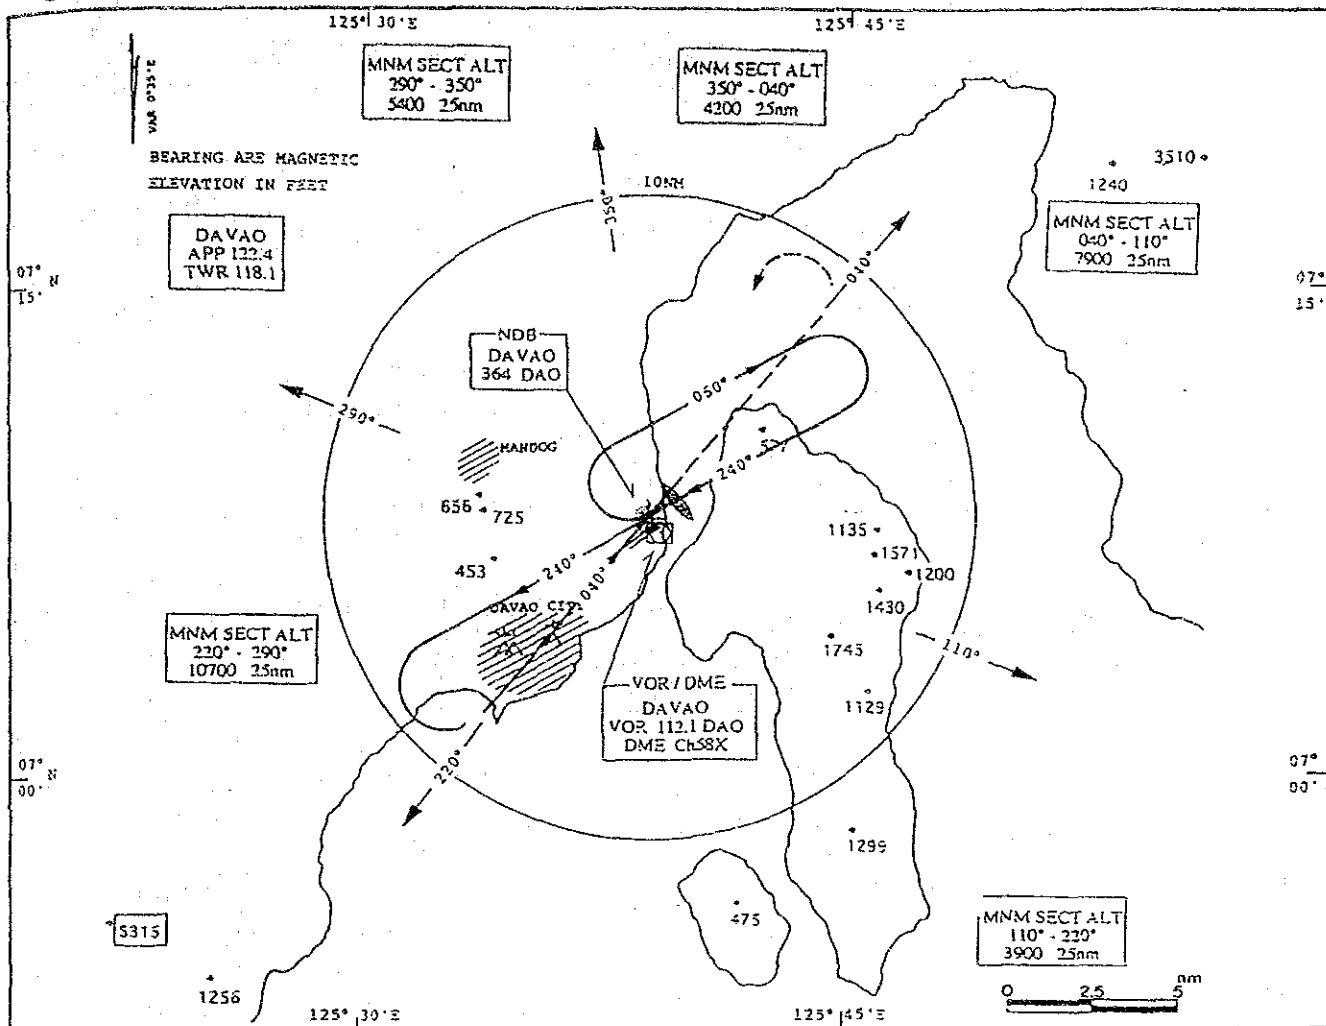 125° 30'E
125° 45'E
MNM SECT ALT
290° - 350°
5400 25nm
MNM SECT ALT
350° - 040°
4200 25nm
VAR 0°35'E
BEARING ARE MAGNETIC
ELEVATION IN FEET
10NM
350°
1240
3510
DAVAO
APP 122.4
TWR 118.1
MNM SECT ALT
040° - 110°
7900 25nm
040°
07° N
15'
07°
15'
NDB
DAVAO
364 DAO
060°
290°
MANDOG
240°
656
725
453
1135
1571
1200
1430
240°
040°
DAVAO CITY
MNM SECT ALT
220° - 290°
10700 25nm
1745
110°
VOR/DME
DAVAO
VOR 112.1 DAO
DME Ch58X
1129
220°
07° N
00'
07°
00'
1299
475
5315
MNM SECT ALT
110° - 220°
3900 25nm
1256
nm
0 2.5 5
125° 30'E
125° 45'E